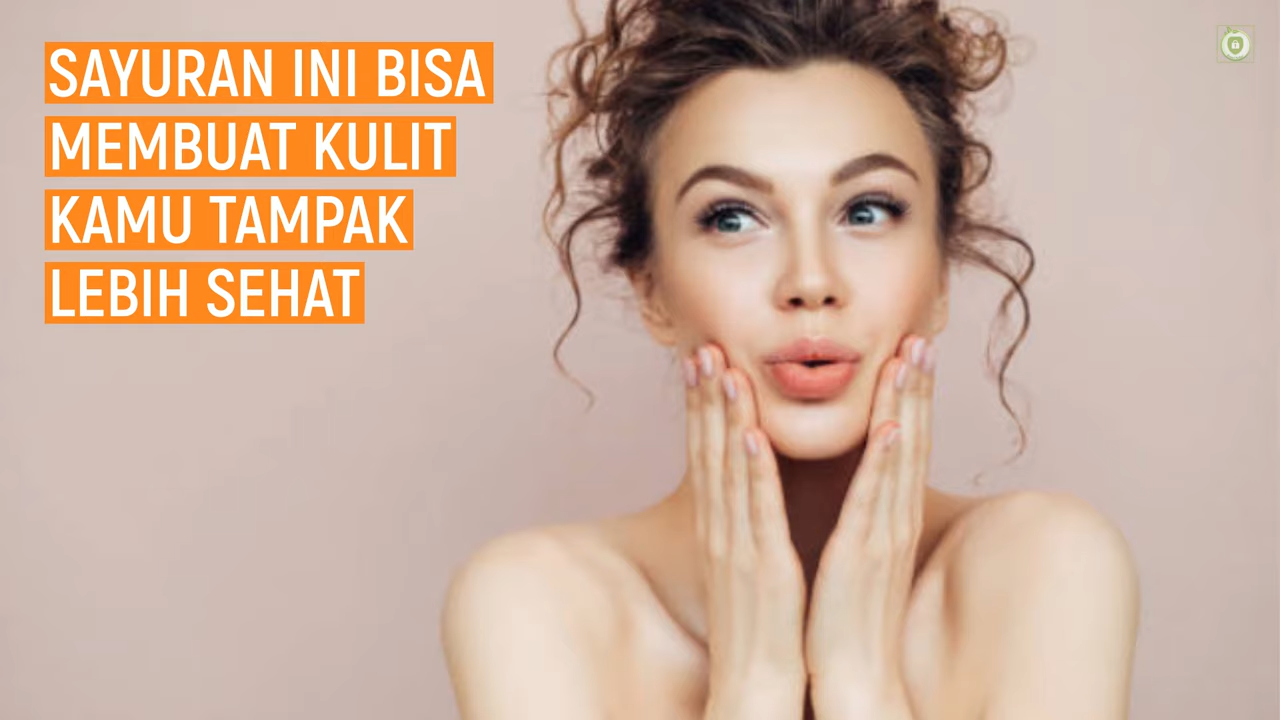 SAYURAN INI BISA
MEMBUAT KULIT
KAMU TAMPAK
LEBIH SEHAT